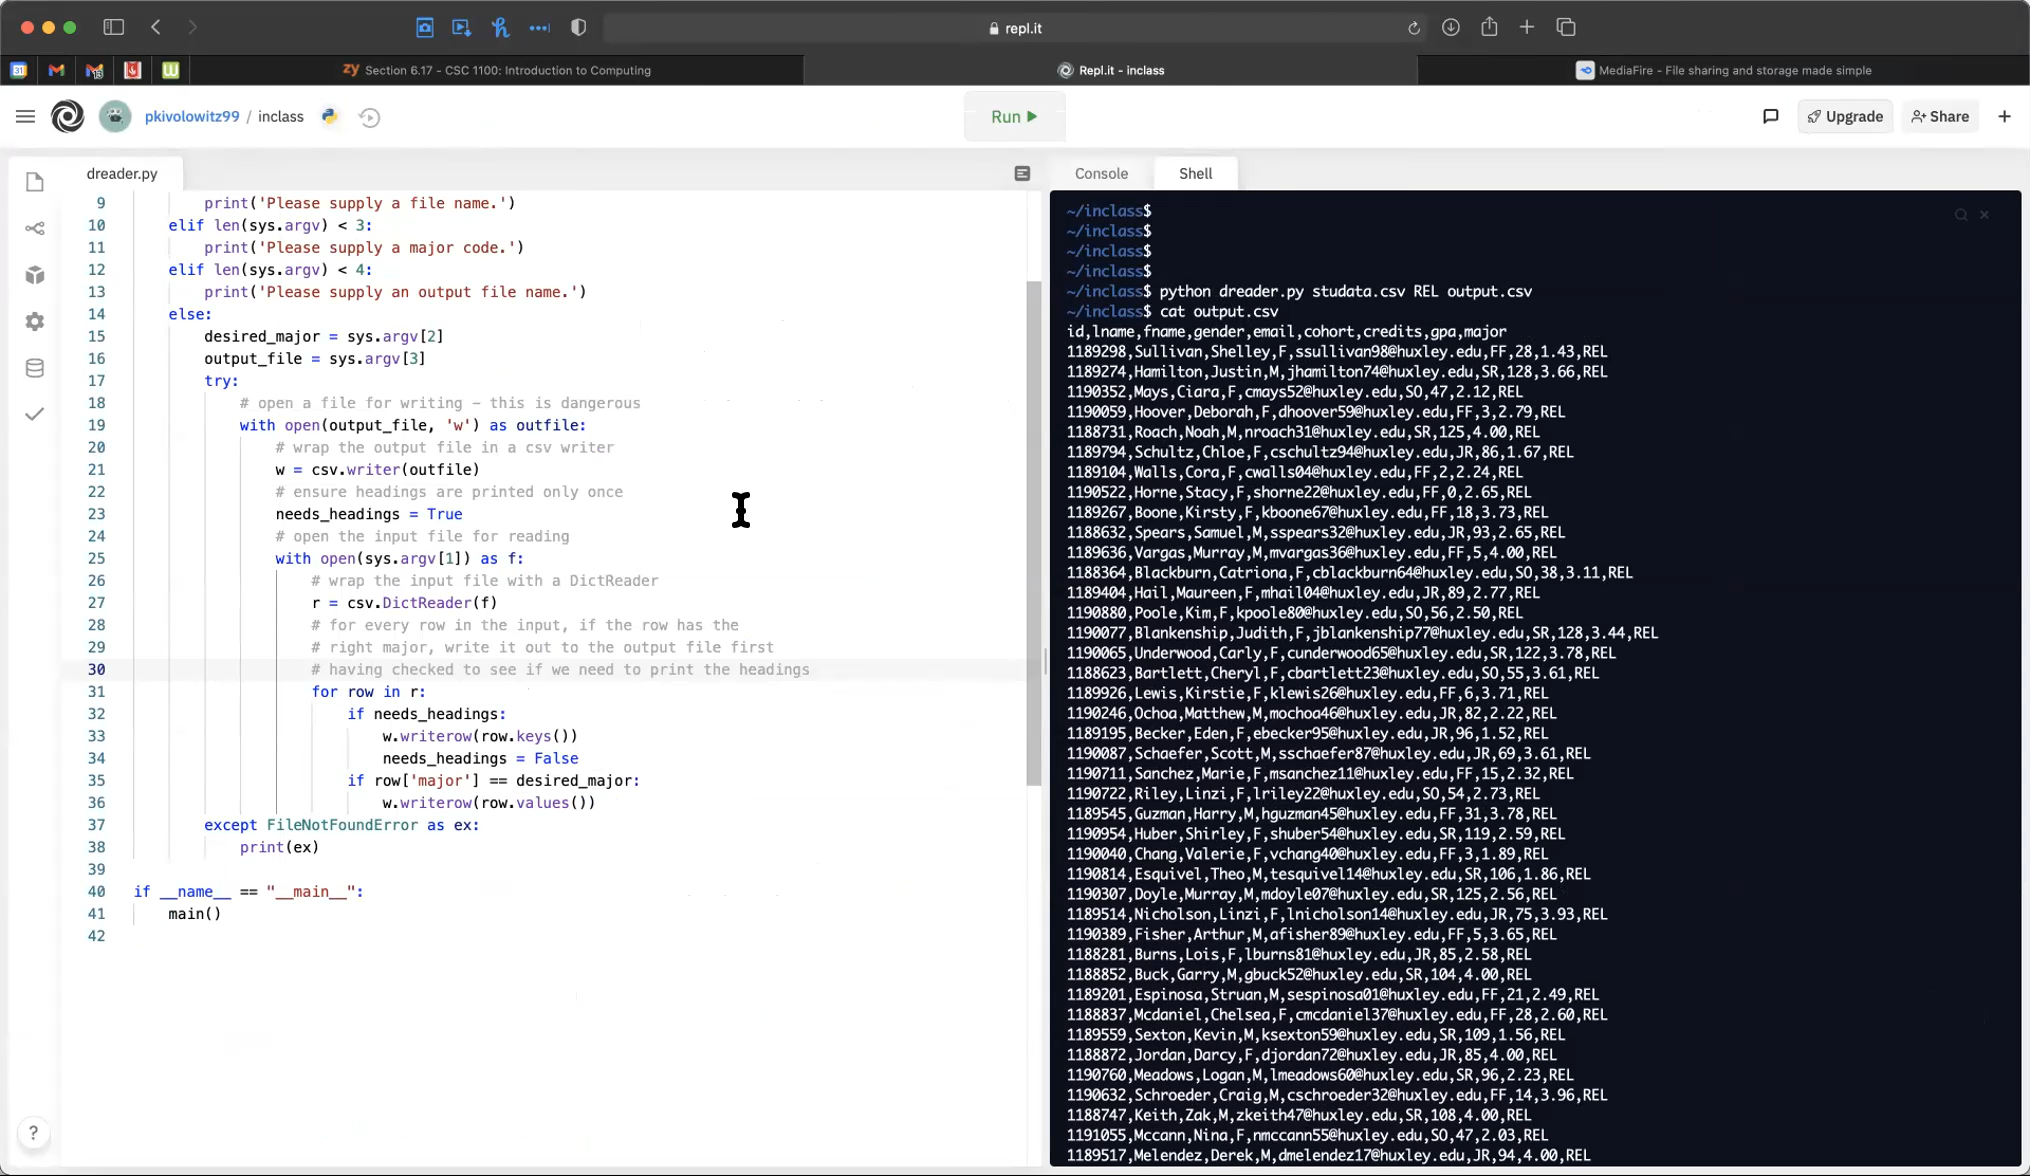 repl.it
Section 6.17 - CSC 1100: Introduction to Computing
Repl.it - inclass
MediaFire - File sharing and storage made simple
pkivolowitz99 / inclass
Run
Upgrade
Share
dreader.py
Console
Shell
9 print('Please supply a file name.')
10 elif len(sys.argv) < 3:
11 print('Please supply a major code.')
12 elif len(sys.argv) < 4:
13 print('Please supply an output file name.')
14 else:
15 desired_major = sys.argv[2]
16 output_file = sys.argv[3]
17 try:
18 # open a file for writing - this is dangerous
19 with open(output_file, 'w') as outfile:
20 # wrap the output file in a csv writer
21 w = csv.writer(outfile)
22 # ensure headings are printed only once
23 needs_headings = True
24 # open the input file for reading
25 with open(sys.argv[1]) as f:
26 # wrap the input file with a DictReader
27 r = csv.DictReader(f)
28 # for every row in the input, if the row has the
29 # right major, write it out to the output file first
30 # having checked to see if we need to print the headings
31 for row in r:
32 if needs_headings:
33 w.writerow(row.keys())
34 needs_headings = False
35 if row['major'] == desired_major:
36 w.writerow(row.values())
37 except FileNotFoundError as ex:
38 print(ex)
39
40 if __name__ == "__main__":
41 main()
42
~/inclass$
~/inclass$
~/inclass$
~/inclass$
~/inclass$ python dreader.py studata.csv REL output.csv
~/inclass$ cat output.csv
id,lname,fname,gender,email,cohort,credits,gpa,major
1189298,Sullivan,Shelley,F,ssullivan98@huxley.edu,FF,28,1.43,REL
1189274,Hamilton,Justin,M,jhamilton74@huxley.edu,SR,128,3.66,REL
1190352,Mays,Ciara,F,cmays52@huxley.edu,SO,47,2.12,REL
1190059,Hoover,Deborah,F,dhoover59@huxley.edu,FF,3,2.79,REL
1188731,Roach,Noah,M,nroach31@huxley.edu,SR,125,4.00,REL
1189794,Schultz,Chloe,F,cschultz94@huxley.edu,JR,86,1.67,REL
1189104,Walls,Cora,F,cwalls04@huxley.edu,FF,2,2.24,REL
1190522,Horne,Stacy,F,shorne22@huxley.edu,FF,0,2.65,REL
1189267,Boone,Kirsty,F,kboone67@huxley.edu,FF,18,3.73,REL
1188632,Spears,Samuel,M,sspears32@huxley.edu,JR,93,2.65,REL
1189636,Vargas,Murray,M,mvargas36@huxley.edu,FF,5,4.00,REL
1188364,Blackburn,Catriona,F,cblackburn64@huxley.edu,SO,38,3.11,REL
1189404,Hail,Maureen,F,mhail04@huxley.edu,JR,89,2.77,REL
1190880,Poole,Kim,F,kpoole80@huxley.edu,SO,56,2.50,REL
1190077,Blankenship,Judith,F,jblankenship77@huxley.edu,SR,128,3.44,REL
1190065,Underwood,Carly,F,cunderwood65@huxley.edu,SR,122,3.78,REL
1188623,Bartlett,Cheryl,F,cbartlett23@huxley.edu,SO,55,3.61,REL
1189926,Lewis,Kirstie,F,klewis26@huxley.edu,FF,6,3.71,REL
1190246,Ochoa,Matthew,M,mochoa46@huxley.edu,JR,82,2.22,REL
1189195,Becker,Eden,F,ebecker95@huxley.edu,JR,96,1.52,REL
1190087,Schaefer,Scott,M,sschaefer87@huxley.edu,JR,69,3.61,REL
1190711,Sanchez,Marie,F,msanchez11@huxley.edu,FF,15,2.32,REL
1190722,Riley,Linzi,F,lriley22@huxley.edu,SO,54,2.73,REL
1189545,Guzman,Harry,M,hguzman45@huxley.edu,FF,31,3.78,REL
1190954,Huber,Shirley,F,shuber54@huxley.edu,SR,119,2.59,REL
1190040,Chang,Valerie,F,vchang40@huxley.edu,FF,3,1.89,REL
1190814,Esquivel,Theo,M,tesquivel14@huxley.edu,SR,106,1.86,REL
1190307,Doyle,Murray,M,mdoyle07@huxley.edu,SR,125,2.56,REL
1189514,Nicholson,Linzi,F,lnicholson14@huxley.edu,JR,75,3.93,REL
1190389,Fisher,Arthur,M,afisher89@huxley.edu,FF,5,3.65,REL
1188281,Burns,Lois,F,lburns81@huxley.edu,JR,85,2.58,REL
1188852,Buck,Garry,M,gbuck52@huxley.edu,SR,104,4.00,REL
1189201,Espinosa,Struan,M,sespinosa01@huxley.edu,FF,21,2.49,REL
1188837,Mcdaniel,Chelsea,F,cmcdaniel37@huxley.edu,FF,28,2.60,REL
1189559,Sexton,Kevin,M,ksexton59@huxley.edu,SR,109,1.56,REL
1188872,Jordan,Darcy,F,djordan72@huxley.edu,JR,85,4.00,REL
1190760,Meadows,Logan,M,lmeadows60@huxley.edu,SR,96,2.23,REL
1190632,Schroeder,Craig,M,cschroeder32@huxley.edu,FF,14,3.96,REL
1188747,Keith,Zak,M,zkeith47@huxley.edu,SR,108,4.00,REL
1191055,Mccann,Nina,F,nmccann55@huxley.edu,SO,47,2.03,REL
1189517,Melendez,Derek,M,dmelendez17@huxley.edu,JR,94,4.00,REL